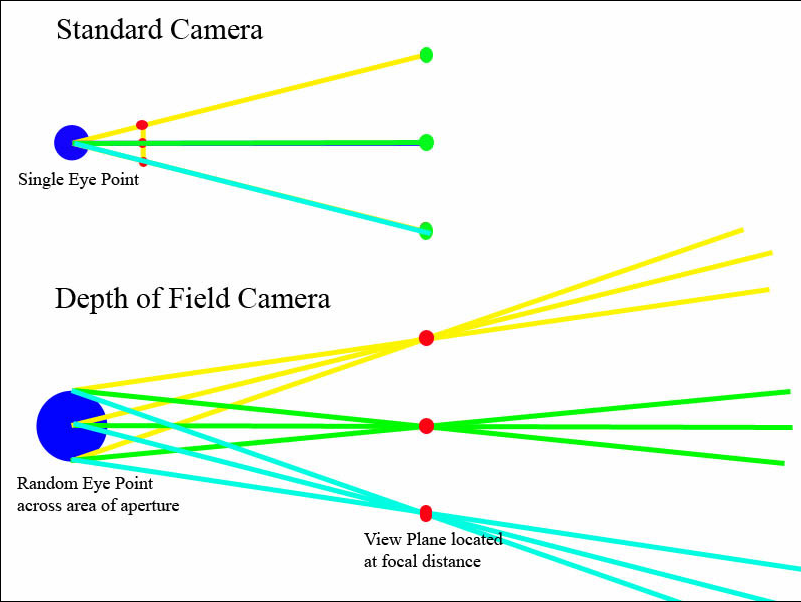 Standard Camera
Single Eye Point
Depth of Field Camera
Random Eye Point
across area of aperture
View Plane located
at focal distance